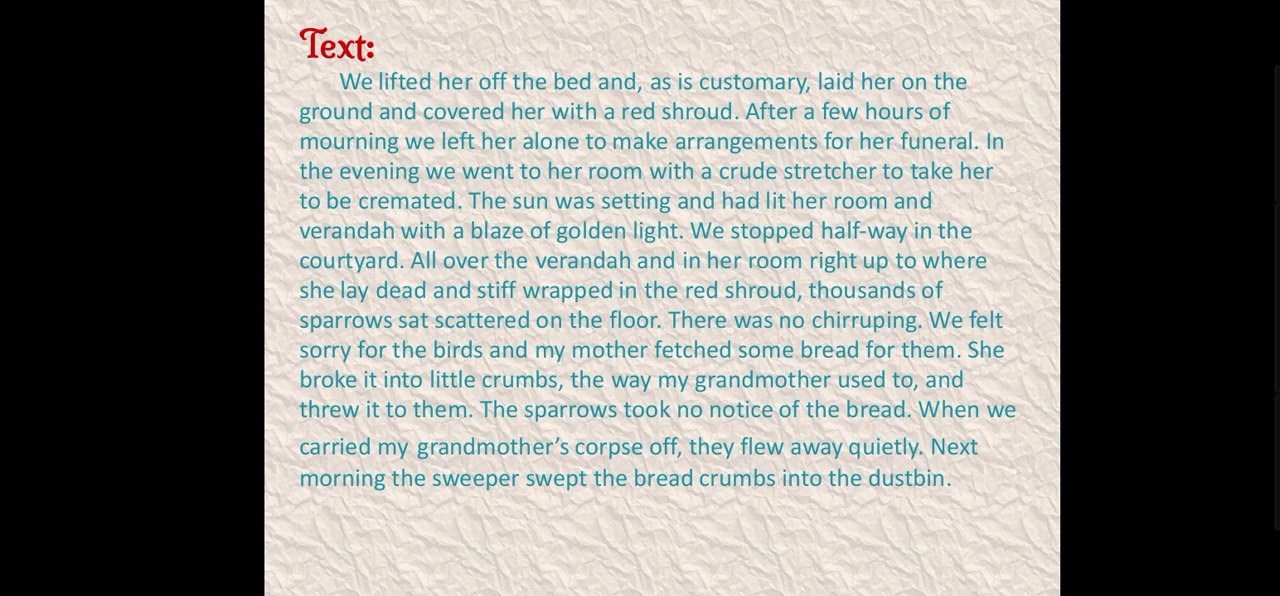 Text:
We lifted her off the bed and, as is customary, laid her on the
ground and covered her with a red shroud. After a few hours of
mourning we left her alone to make arrangements for her funeral. In
the evening we went to her room with a crude stretcher to take her
to be cremated. The sun was setting and had lit her room and
verandah with a blaze of golden light. We stopped half-way in the
courtyard. All over the verandah and in her room right up to where
she lay dead and stiff wrapped in the red shroud, thousands of
sparrows sat scattered on the floor. There was no chirruping. We felt
sorry for the birds and my mother fetched some bread for them. She
broke it into little crumbs, the way my grandmother used to, and
threw it to them. The sparrows took no notice of the bread. When we
carried my grandmother’s corpse off, they flew away quietly. Next
morning the sweeper swept the bread crumbs into the dustbin.